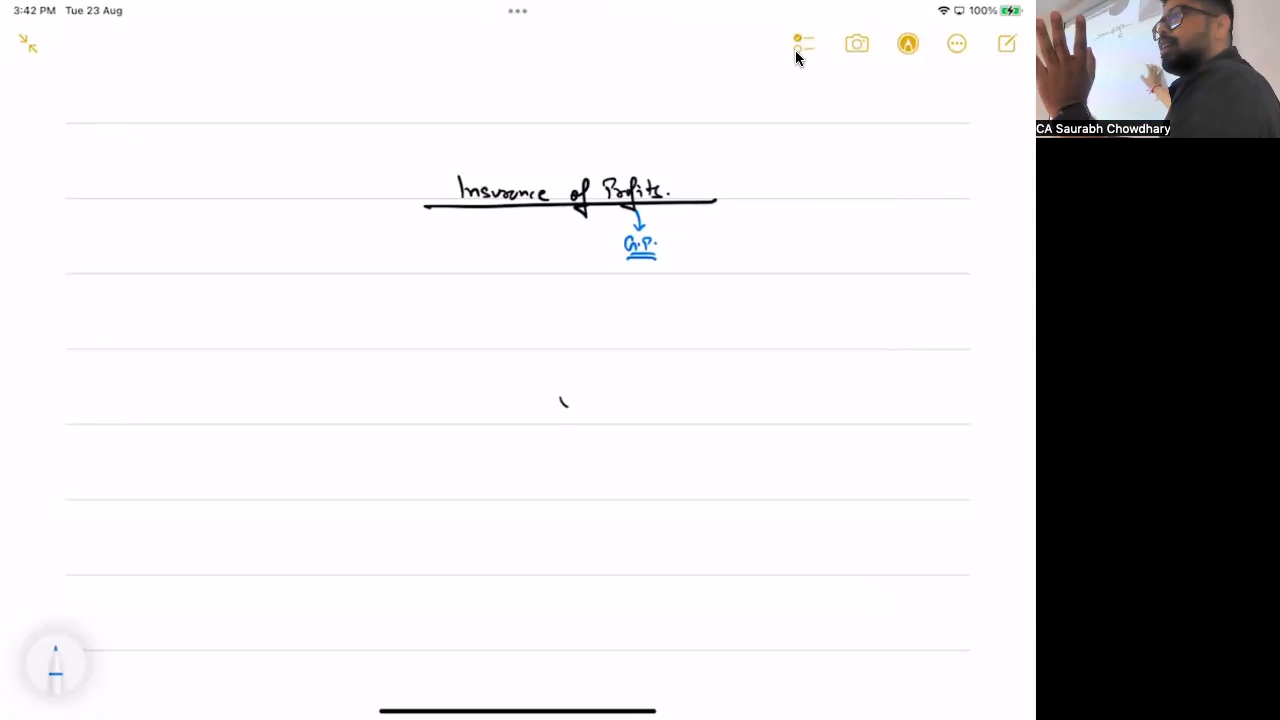 3:42 PM Tue 23 Aug
100%
CA Saurabh Chowdhary
Insurance of Profits.
G.P.